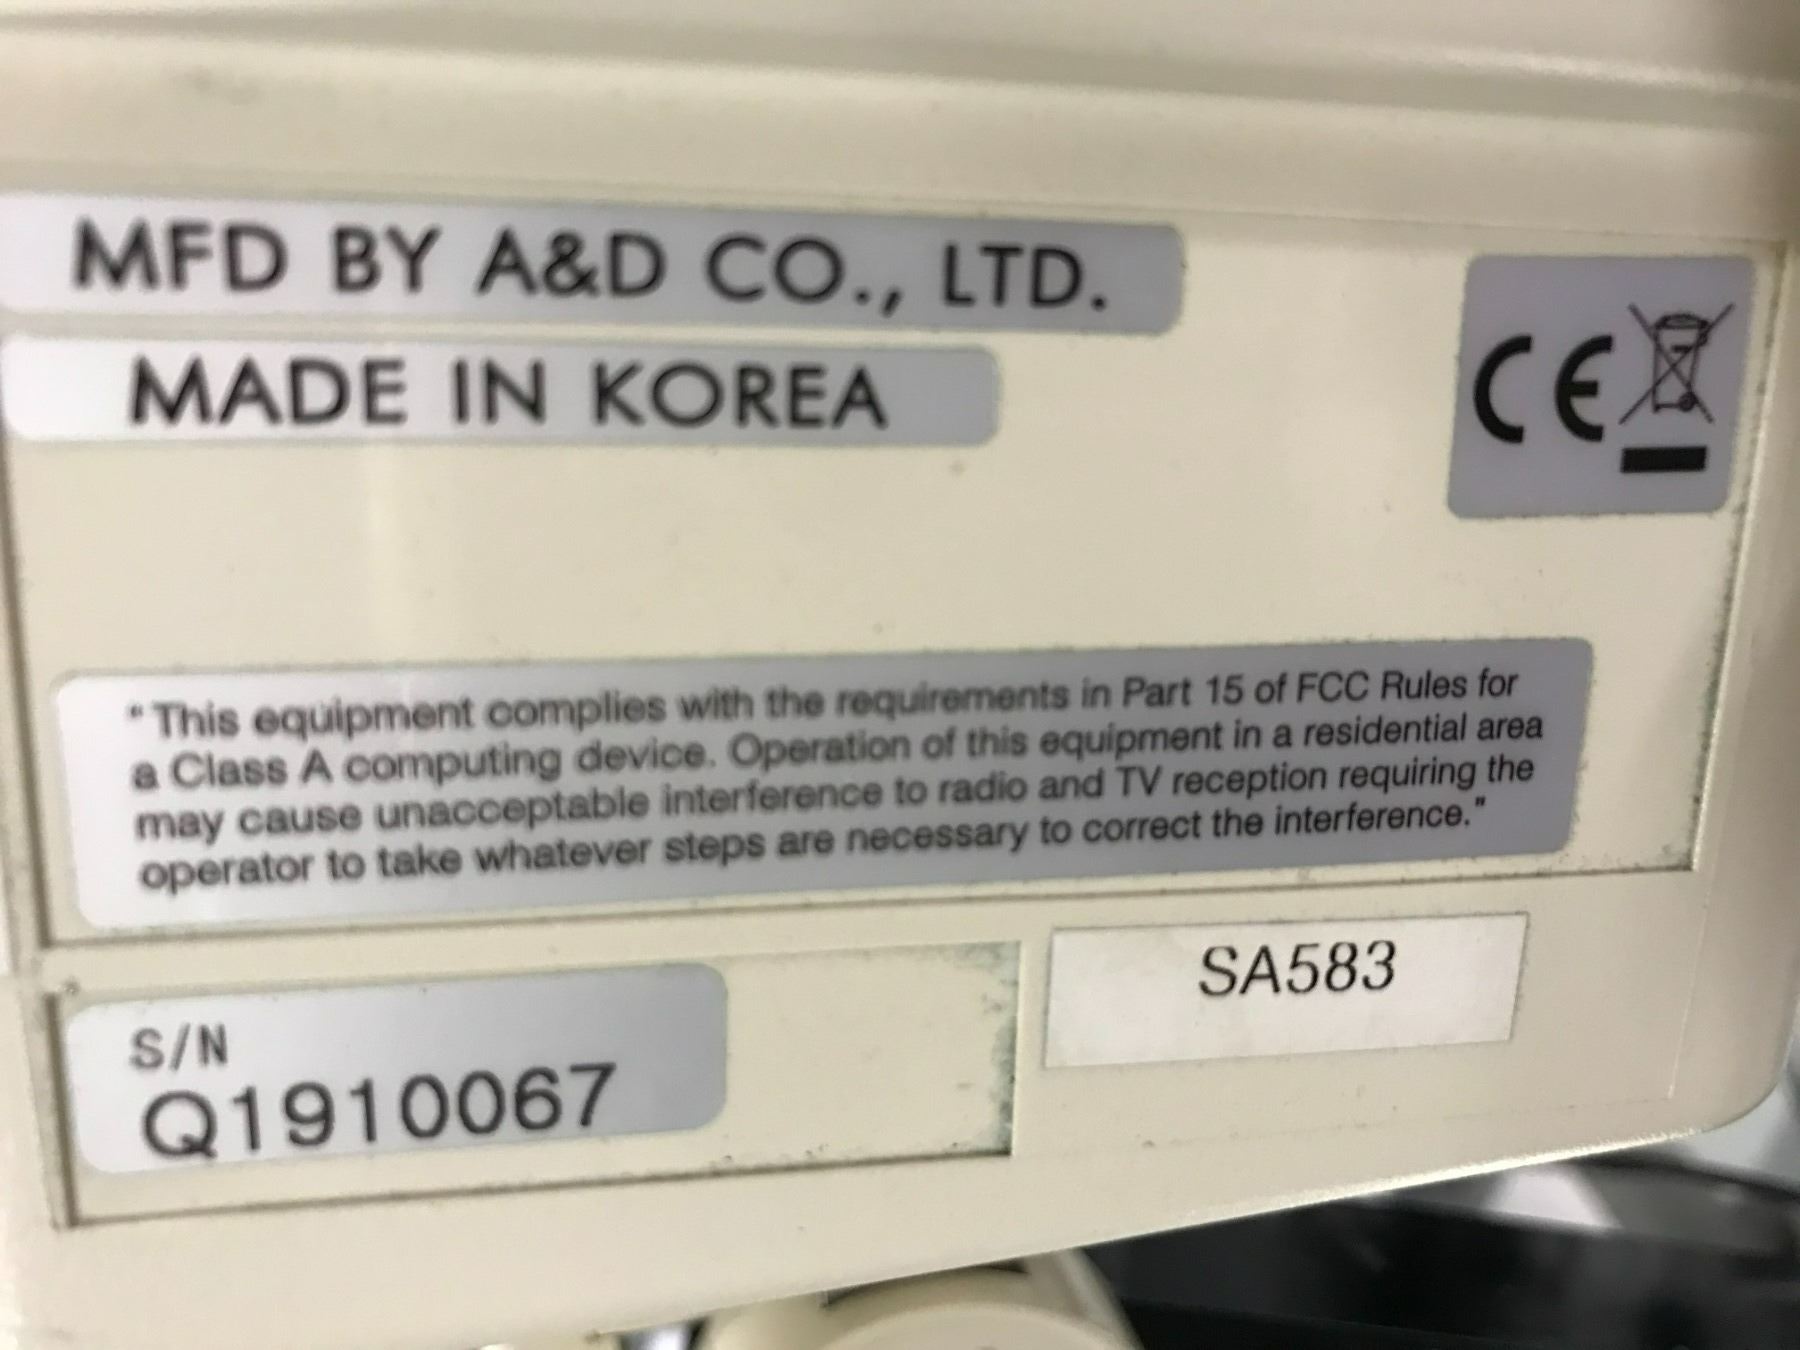 MFD BY A&D CO., LTD.
MADE IN KOREA
CE
"This equipment complies with the requirements in Part 15 of FCC Rules for
a Class A computing device. Operation of this equipment in a residential area
may cause unacceptable interference to radio and TV reception requiring the
operator to take whatever steps are necessary to correct the interference."
SA583
S/N
Q1910067